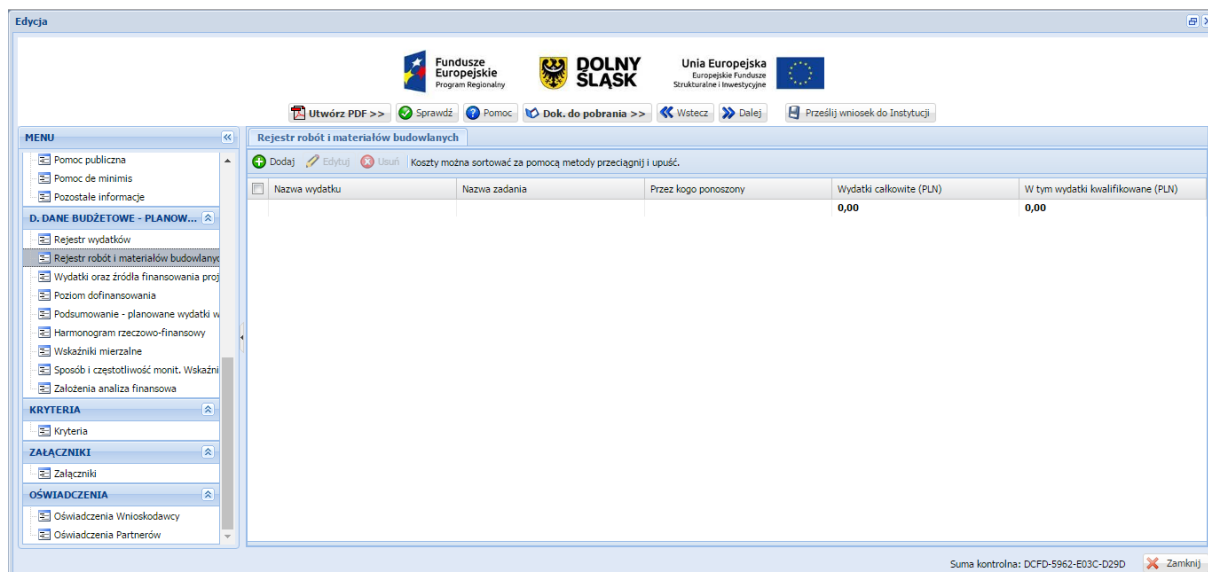 Edycja
Fundusze
Europejskie
Program Regionalny
DOLNY
ŚLĄSK
Unia Europejska
Europejskie Fundusze
Strukturalne i Inwestycyjne
Utwórz PDF >> Sprawdź Pomoc Dok. do pobrania >> Wstecz Dalej Prześlij wniosek do Instytucji
MENU
Pomoc publiczna
Pomoc de minimis
Pozostałe informacje
D. DANE BUDŻETOWE - PLANOW...
Rejestr wydatków
Rejestr robót i materiałów budowlanyc
Wydatki oraz źródła finansowania proj
Poziom dofinansowania
Podsumowanie - planowane wydatki w
Harmonogram rzeczowo-finansowy
Wskaźniki mierzalne
Sposób i częstotliwość monit. Wskaźni
Założenia analiza finansowa
KRYTERIA
Kryteria
ZAŁĄCZNIKI
Załączniki
OŚWIADCZENIA
Oświadczenia Wnioskodawcy
Oświadczenia Partnerów
Rejestr robót i materiałów budowlanych
Dodaj Edytuj Usuń Koszty można sortować za pomocą metody przeciągnij i upuść.
Nazwa wydatku Nazwa zadania Przez kogo ponoszony Wydatki całkowite (PLN) W tym wydatki kwalifikowane (PLN)
0,00 0,00
Suma kontrolna: DCFD-5962-E03C-D29D Zamknij